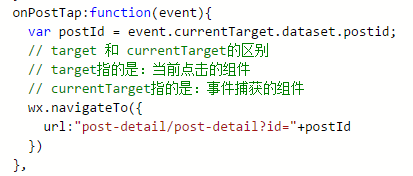 onPostTap:function(event){
var postId = event.currentTarget.dataset.postid;
// target 和 currentTarget的区别
// target指的是：当前点击的组件
// currentTarget指的是：事件捕获的组件
wx.navigateTo({
url:"post-detail/post-detail?id="+postId
})
},